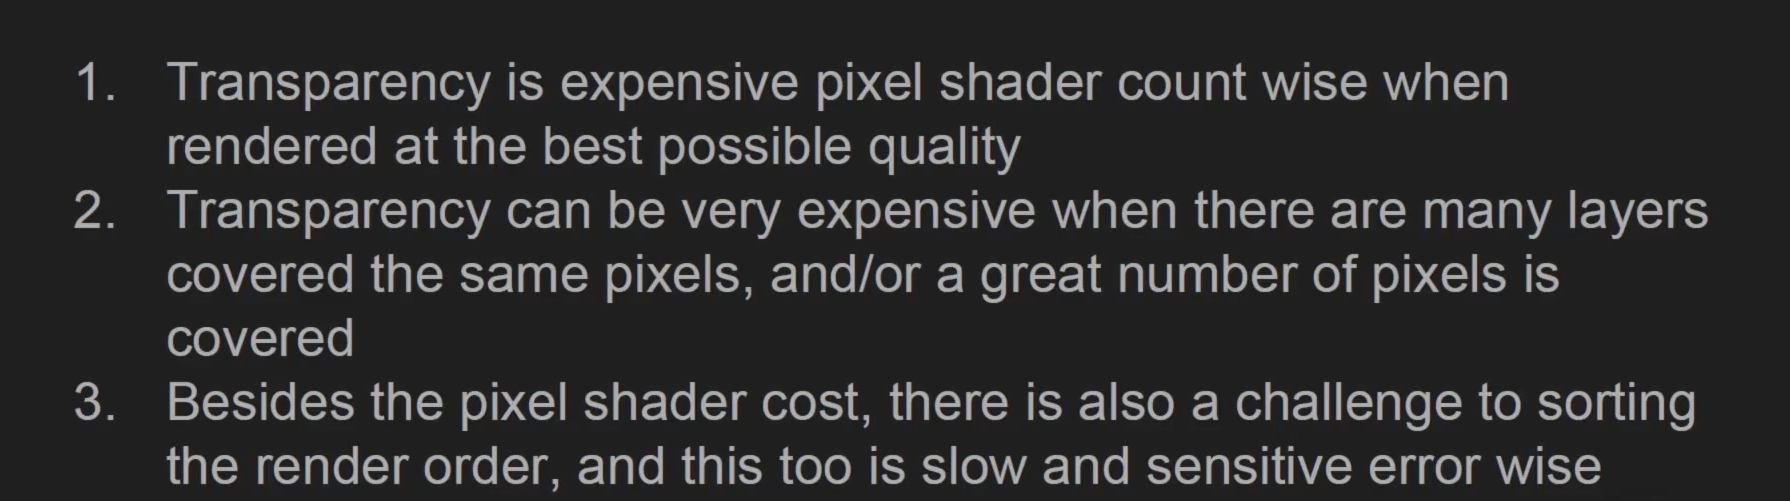 1. Transparency is expensive pixel shader count wise when
rendered at the best possible quality
2. Transparency can be very expensive when there are many layers
covered the same pixels, and/or a great number of pixels is
covered
3. Besides the pixel shader cost, there is also a challenge to sorting
the render order, and this too is slow and sensitive error wise